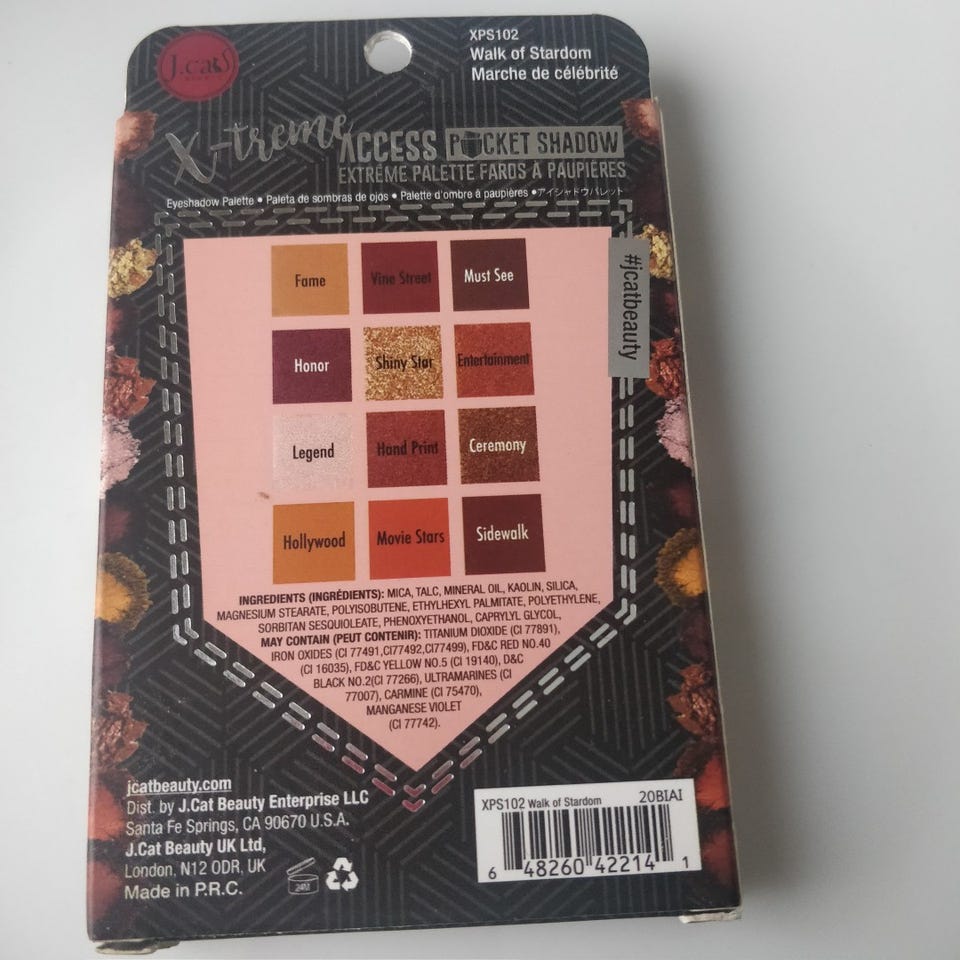 J.CatS
XPS102
Walk of Stardom
Marche de célébrité
X-treme
ACCESS POCKET SHADOW
EXTRÊME PALETTE FARDS À PAUPIÈRES
Eyeshadow Palette • Paleta de sombras de ojos • Palette d'ombre à paupières •アイシャドウパレット
#jcatbeauty
Fame Vine Street Must See
Honor Shiny Star Entertainment
Legend Hand Print Ceremony
Hollywood Movie Stars Sidewalk
INGREDIENTS (INGRÉDIENTS): MICA, TALC, MINERAL OIL, KAOLIN, SILICA,
MAGNESIUM STEARATE, POLYISOBUTENE, ETHYLHEXYL PALMITATE, POLYETHYLENE,
SORBITAN SESQUIOLEATE, PHENOXYETHANOL, CAPRYLYL GLYCOL,
MAY CONTAIN (PEUT CONTENIR): TITANIUM DIOXIDE (CI 77891),
IRON OXIDES (CI 77491,CI77492,CI77499), FD&C RED NO.40
(CI 16035), FD&C YELLOW NO.5 (CI 19140), D&C
BLACK NO.2(CI 77266), ULTRAMARINES (CI
77007), CARMINE (CI 75470),
MANGANESE VIOLET
(CI 77742).
jcatbeauty.com
Dist. by J.Cat Beauty Enterprise LLC
Santa Fe Springs, CA 90670 U.S.A.
J.Cat Beauty UK Ltd,
London, N12 0DR, UK
Made in P.R.C.
24M
XPS102 Walk of Stardom 20BIAI
6 48260 42214 1